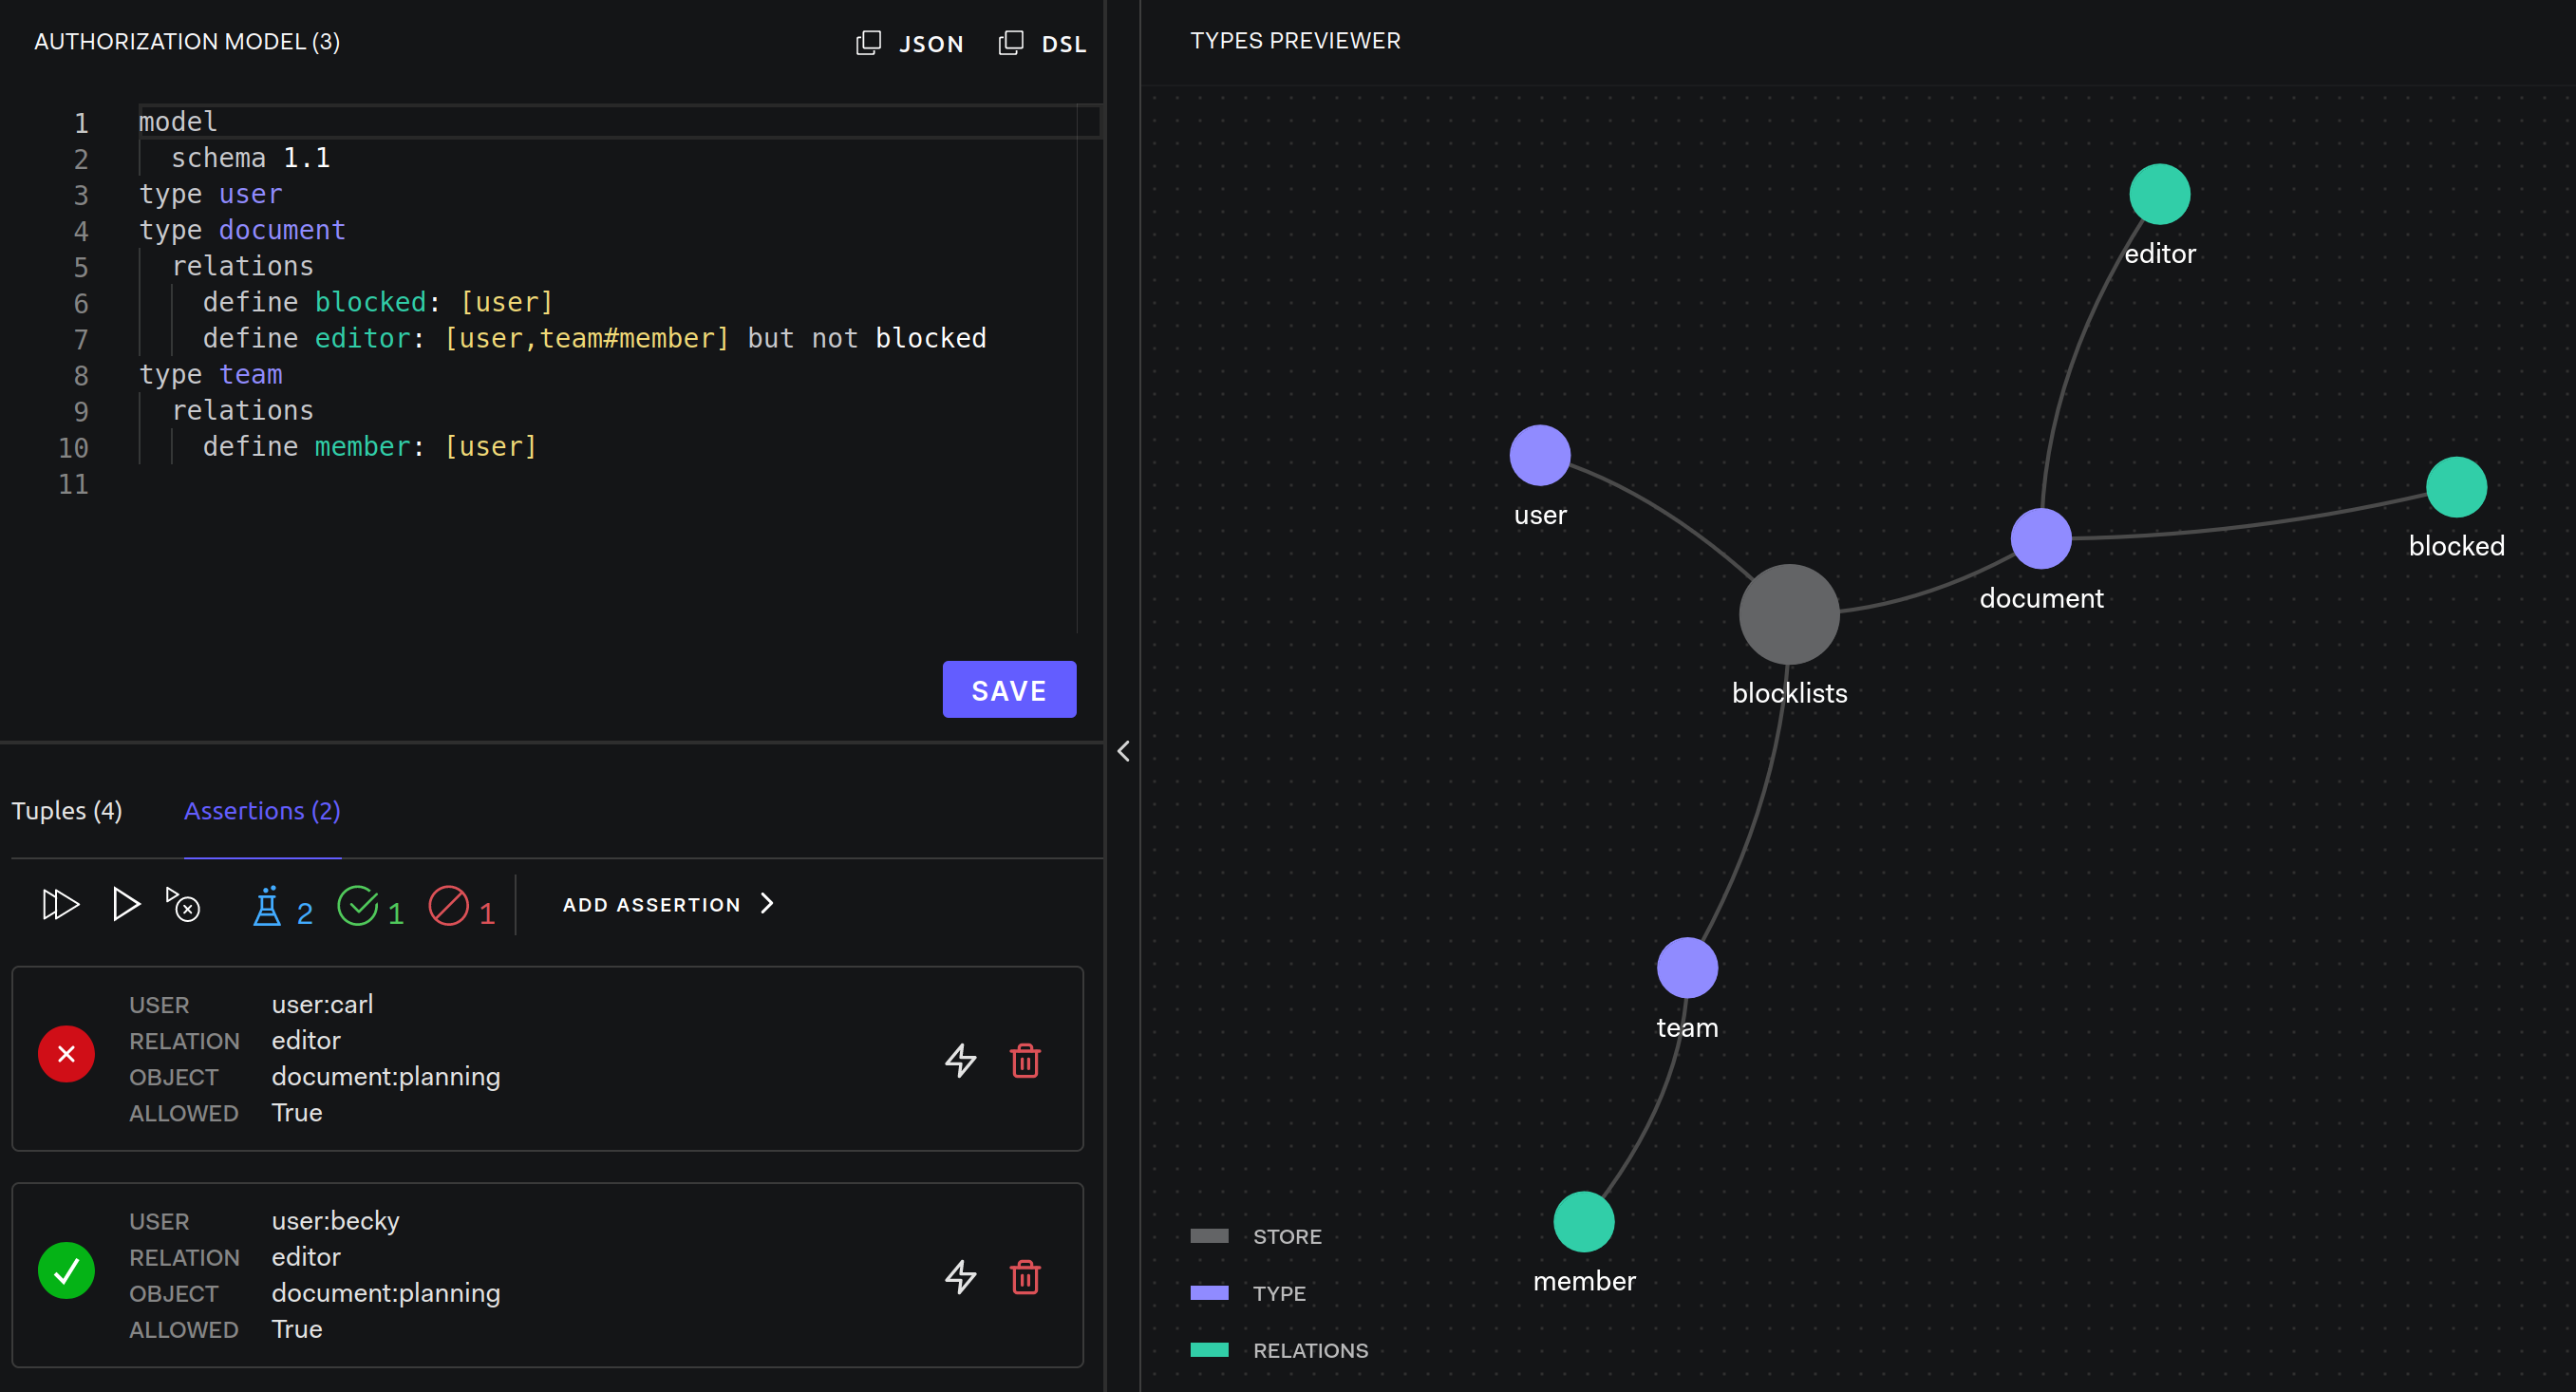 AUTHORIZATION MODEL (3)
JSON
DSL
1 model
2 schema 1.1
3 type user
4 type document
5 relations
6 define blocked: [user]
7 define editor: [user,team#member] but not blocked
8 type team
9 relations
10 define member: [user]
11
SAVE
Tuples (4)
Assertions (2)
2
1
1
ADD ASSERTION
USER user:carl
RELATION editor
OBJECT document:planning
ALLOWED True
USER user:becky
RELATION editor
OBJECT document:planning
ALLOWED True
TYPES PREVIEWER
editor
user
blocked
document
blocklists
team
member
STORE
TYPE
RELATIONS